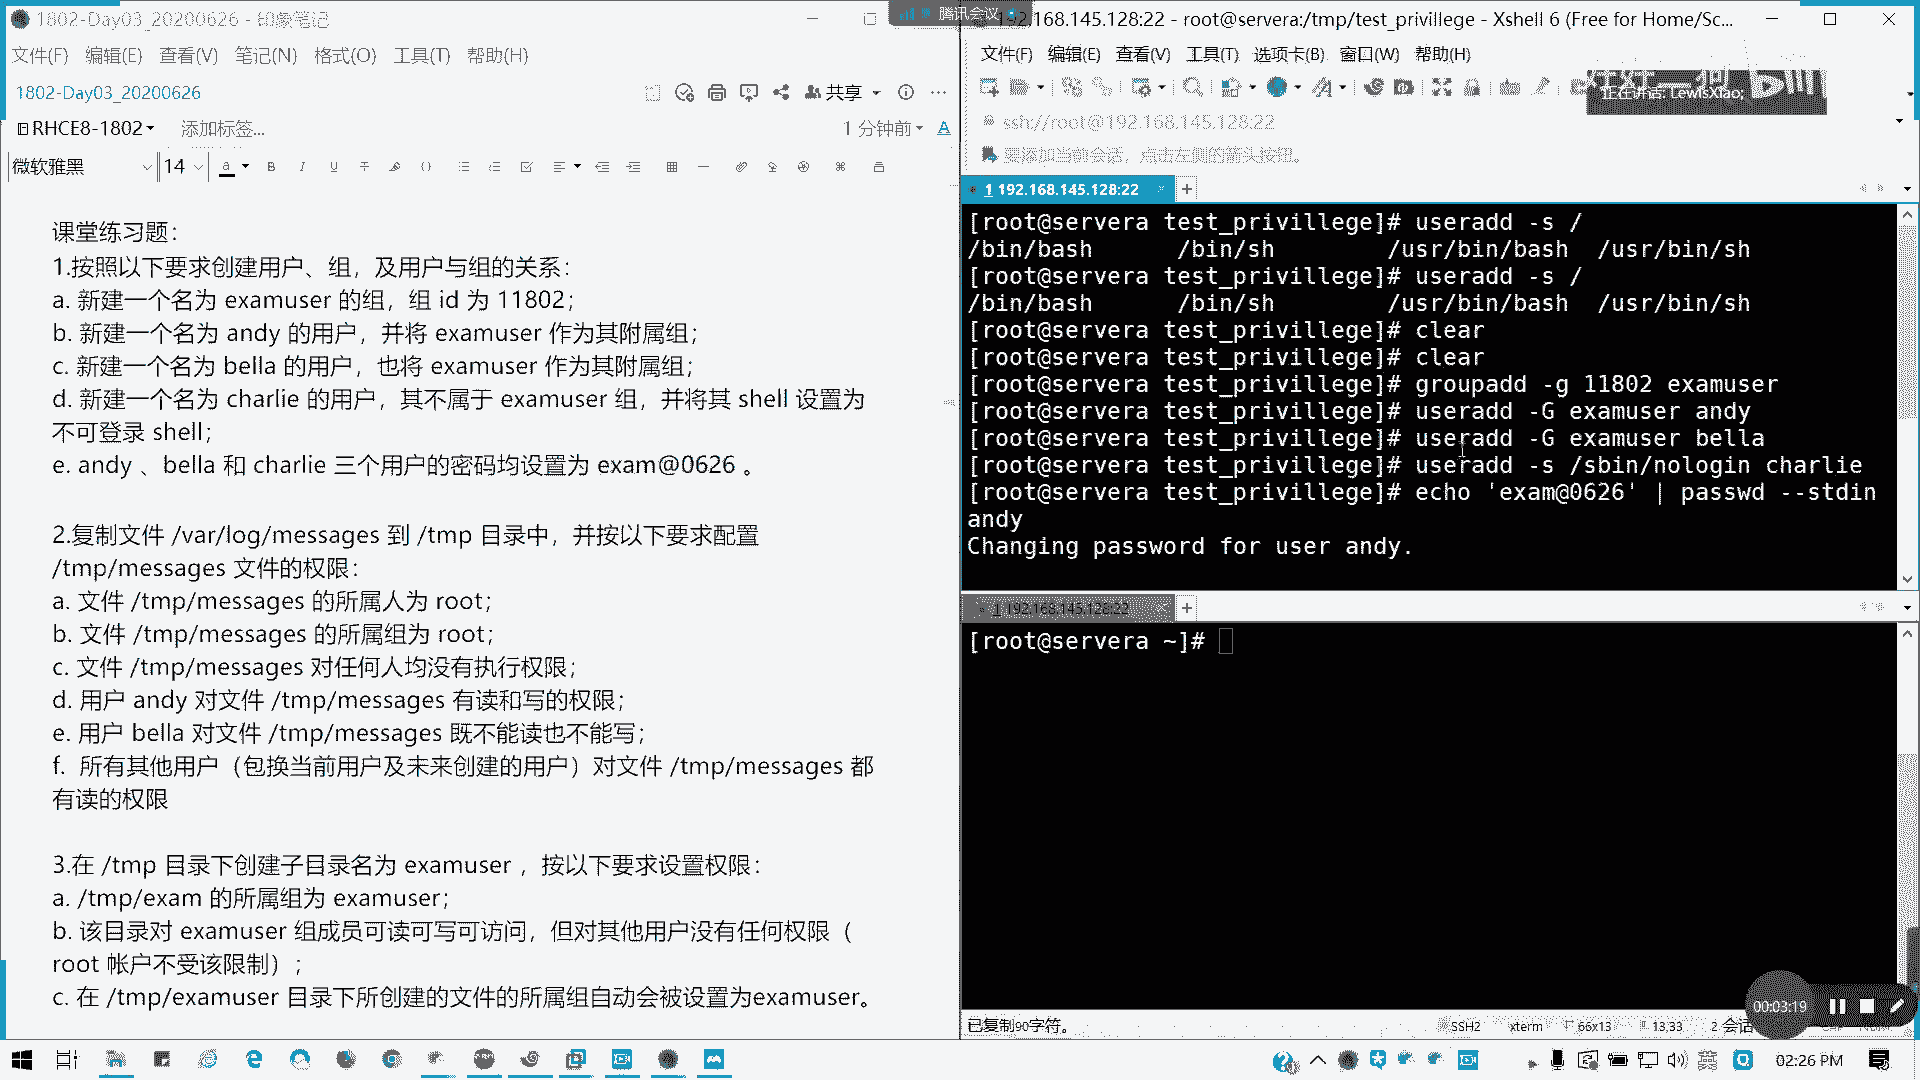 1802-Day03_20200626 - 印象笔记
文件(F) 编辑(E) 查看(V) 笔记(N) 格式(O) 工具(T) 帮助(H)
1802-Day03_20200626
共享
RHCE8-1802
添加标签...
1 分钟前
微软雅黑 14
课堂练习题：
1.按照以下要求创建用户、组，及用户与组的关系：
a. 新建一个名为 examuser 的组，组 id 为 11802；
b. 新建一个名为 andy 的用户，并将 examuser 作为其附属组；
c. 新建一个名为 bella 的用户，也将 examuser 作为其附属组；
d. 新建一个名为 charlie 的用户，其不属于 examuser 组，并将其 shell 设置为
不可登录 shell；
e. andy 、bella 和 charlie 三个用户的密码均设置为 exam@0626 。
2.复制文件 /var/log/messages 到 /tmp 目录中，并按以下要求配置
/tmp/messages 文件的权限：
a. 文件 /tmp/messages 的所属人为 root；
b. 文件 /tmp/messages 的所属组为 root；
c. 文件 /tmp/messages 对任何人均没有执行权限；
d. 用户 andy 对文件 /tmp/messages 有读和写的权限；
e. 用户 bella 对文件 /tmp/messages 既不能读也不能写；
f. 所有其他用户（包换当前用户及未来创建的用户）对文件 /tmp/messages 都
有读的权限
3.在 /tmp 目录下创建子目录名为 examuser ，按以下要求设置权限：
a. /tmp/exam 的所属组为 examuser；
b. 该目录对 examuser 组成员可读可写可访问，但对其他用户没有任何权限（
root 帐户不受该限制）；
c. 在 /tmp/examuser 目录下所创建的文件的所属组自动会被设置为examuser。
腾讯会议
192.168.145.128:22 - root@servera:/tmp/test_privillege - Xshell 6 (Free for Home/Sc...
文件(F) 编辑(E) 查看(V) 工具(T) 选项卡(B) 窗口(W) 帮助(H)
正在讲话: LewisXiao;
ssh://root@192.168.145.128:22
要添加当前会话，点击左侧的箭头按钮。
1 192.168.145.128:22
[root@servera test_privillege]# useradd -s /
/bin/bash /bin/sh /usr/bin/bash /usr/bin/sh
[root@servera test_privillege]# useradd -s /
/bin/bash /bin/sh /usr/bin/bash /usr/bin/sh
[root@servera test_privillege]# clear
[root@servera test_privillege]# clear
[root@servera test_privillege]# groupadd -g 11802 examuser
[root@servera test_privillege]# useradd -G examuser andy
[root@servera test_privillege]# useradd -G examuser bella
[root@servera test_privillege]# useradd -s /sbin/nologin charlie
[root@servera test_privillege]# echo 'exam@0626' | passwd --stdin
andy
Changing password for user andy.
1 192.168.145.128:22
[root@servera ~]#
00:03:19
已复制90字符。 SSH2 xterm 66x13 13,33 2 会话
02:26 PM